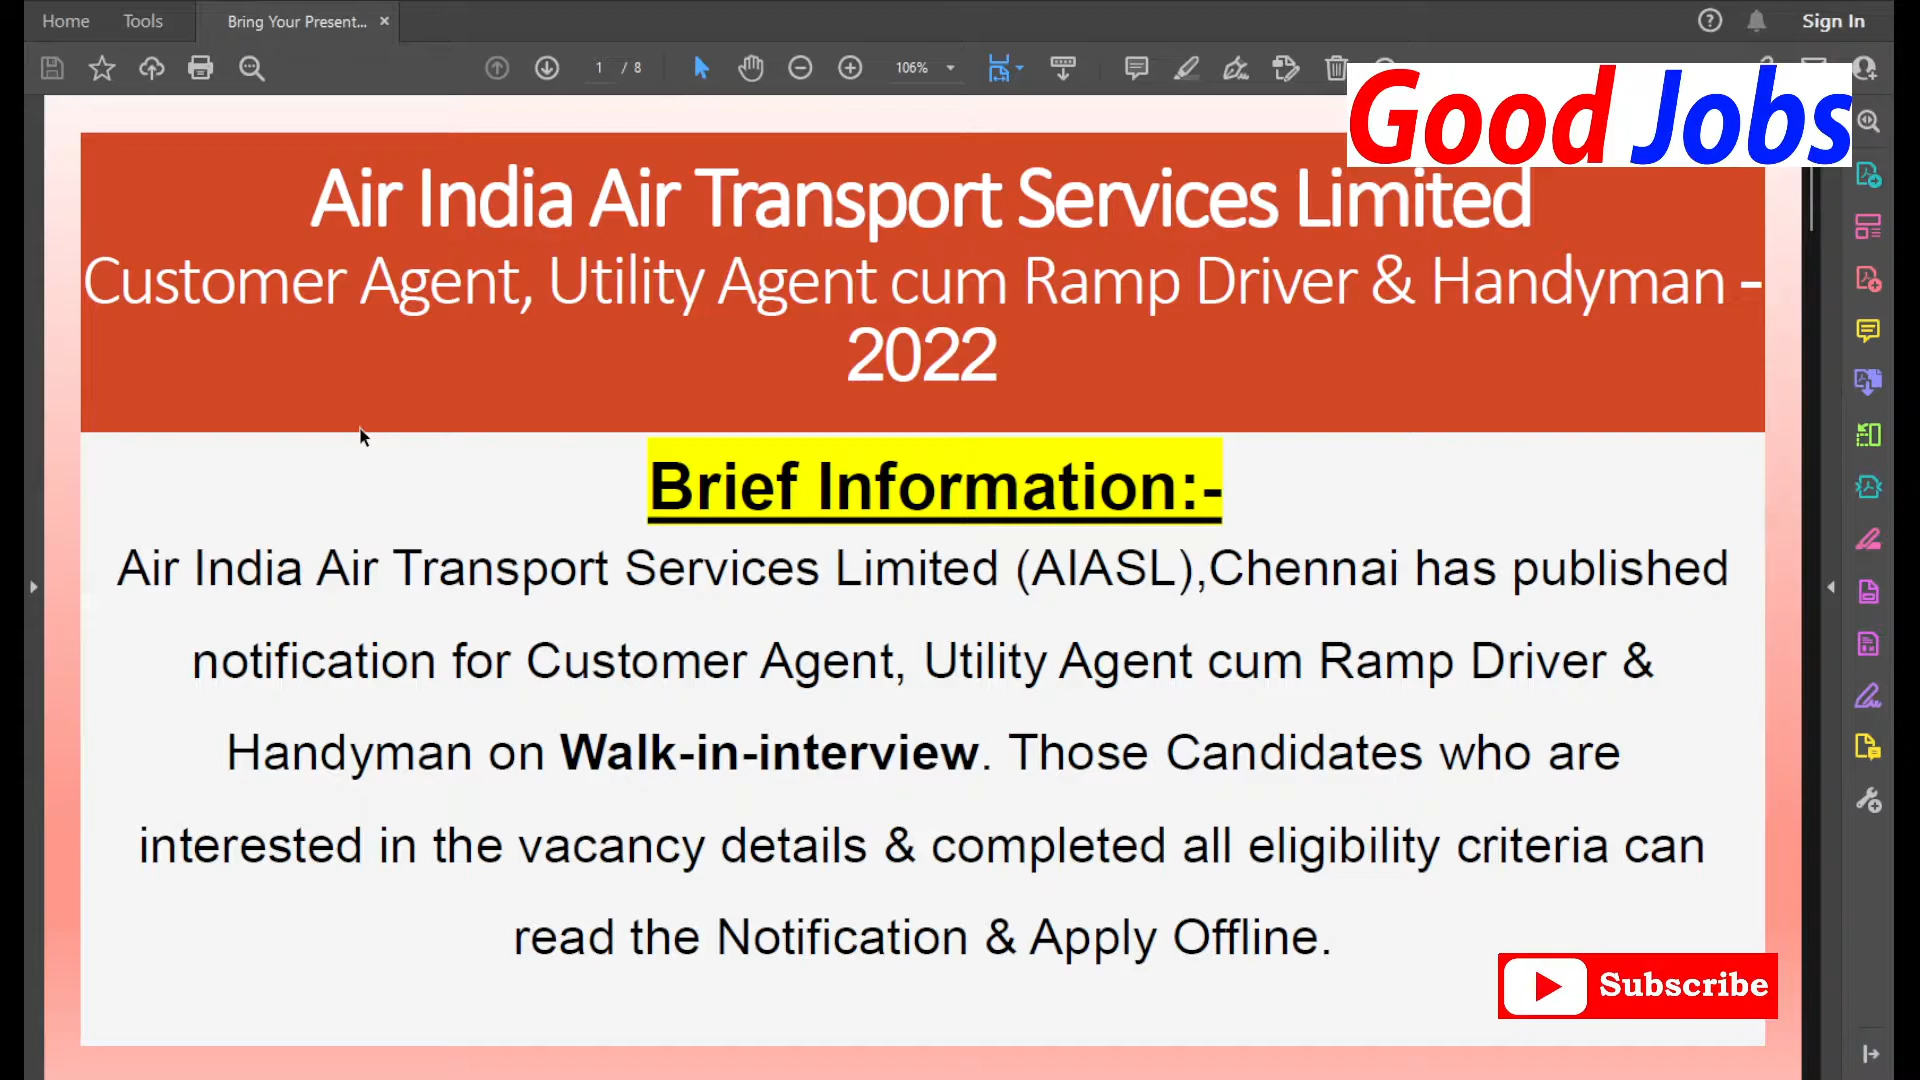 Home Tools Bring Your Present... × Sign In
1 / 8 106%
Good Jobs
Air India Air Transport Services Limited
Customer Agent, Utility Agent cum Ramp Driver & Handyman -
2022
Brief Information:-
Air India Air Transport Services Limited (AIASL),Chennai has published
notification for Customer Agent, Utility Agent cum Ramp Driver &
Handyman on Walk-in-interview. Those Candidates who are
interested in the vacancy details & completed all eligibility criteria can
read the Notification & Apply Offline.
Subscribe